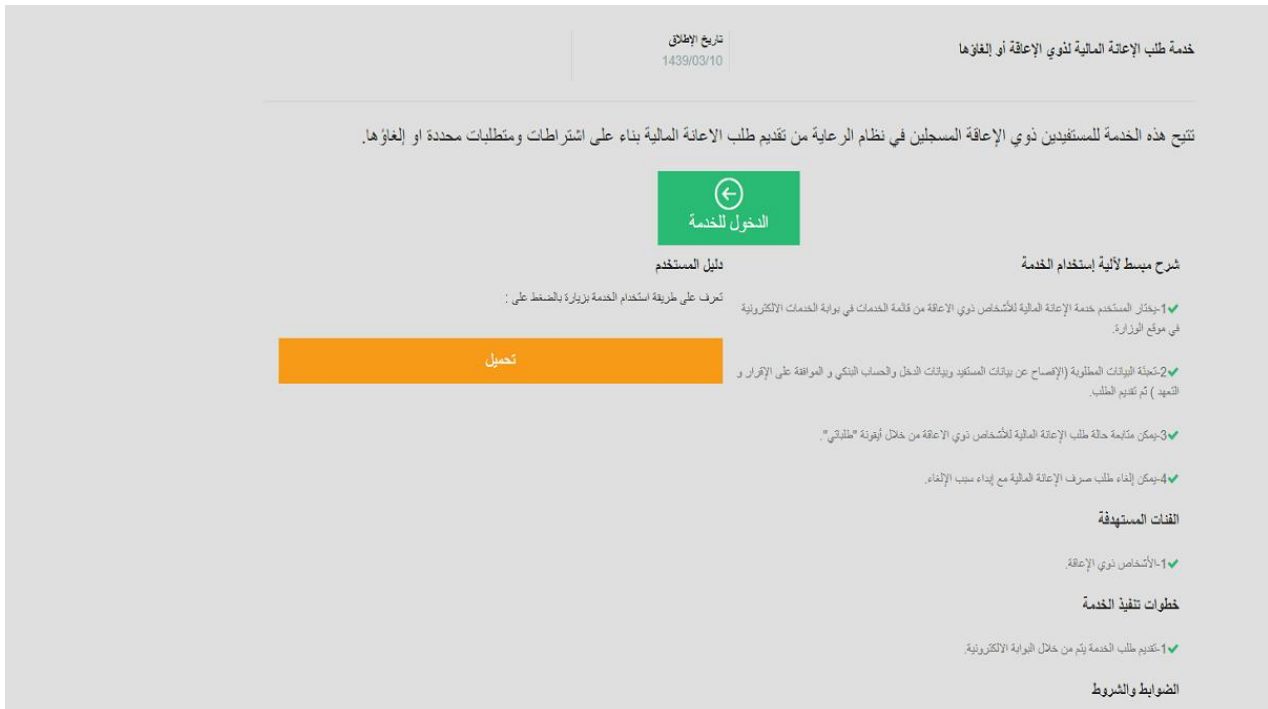 خدمة طلب الإعانة المالية لذوي الإعاقة أو إلغاؤها
تاريخ الإطلاق
1439/03/10
تتيح هذه الخدمة للمستفيدين ذوي الإعاقة المسجلين في نظام الرعاية من تقديم طلب الاعانة المالية بناء على اشتراطات ومتطلبات محددة او إلغاؤها.
الدخول للخدمة
شرح مبسط لألية إستخدام الخدمة
1-يختار المستخدم خدمة الإعانة المالية للأشخاص ذوي الاعاقة من قائمة الخدمات في بوابة الخدمات الالكترونية
في موقع الوزارة.
2-تعبئة البيانات المطلوبة (الإفصاح عن بيانات المستفيد وبيانات الدخل والحساب البنكي و الموافقة على الإقرار و
التعهد ) ثم تقديم الطلب.
3-يمكن متابعة حالة طلب الإعانة المالية للأشخاص ذوي الاعاقة من خلال أيقونة "طلباتي".
4-يمكن إلغاء طلب صرف الإعانة المالية مع إبداء سبب الإلغاء.
الفئات المستهدفة
1-الأشخاص ذوي الإعاقة.
خطوات تنفيذ الخدمة
1-تقديم طلب الخدمة يتم من خلال البوابة الالكترونية.
الضوابط والشروط
دليل المستخدم
تعرف على طريقة استخدام الخدمة بزيارة بالضغط على :
تحميل